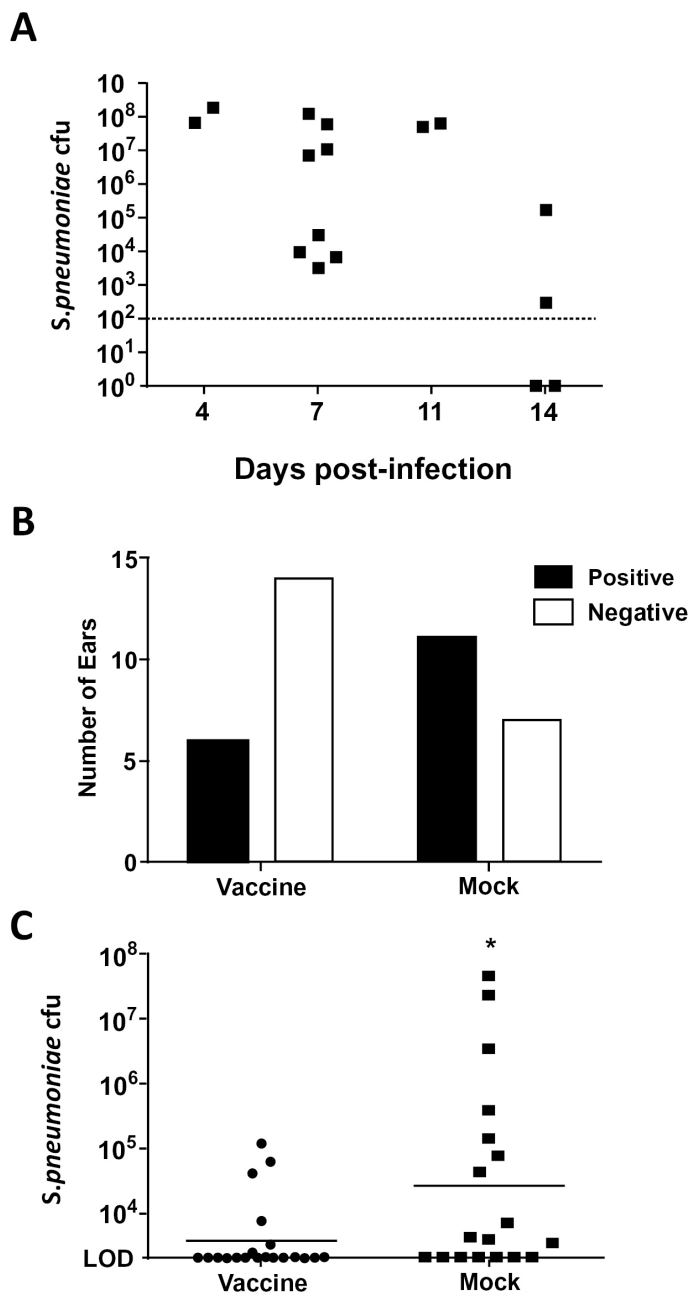 A
S.pneumoniae cfu
10
10⁸
10⁷
10⁶
10⁵
10⁴
10³
10²
10¹
10⁰
4 7 11 14
Days post-infection
B
Number of Ears
15
10
5
0
Positive
Negative
Vaccine Mock
C
S.pneumoniae cfu
10⁸
10⁷
10⁶
10⁵
10⁴
LOD
*
Vaccine Mock